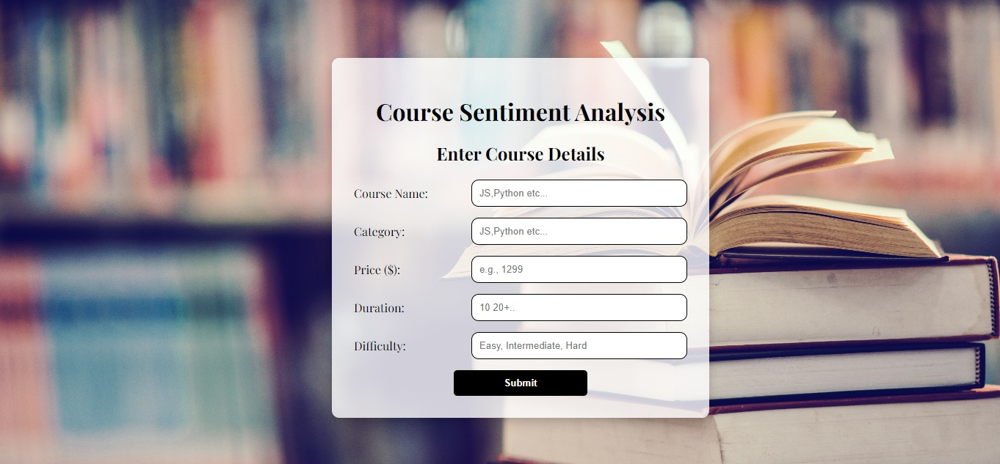 Course Sentiment Analysis
Enter Course Details
Course Name: JS,Python etc...
Category: JS,Python etc...
Price ($): e.g., 1299
Duration: 10 20+..
Difficulty: Easy, Intermediate, Hard
Submit